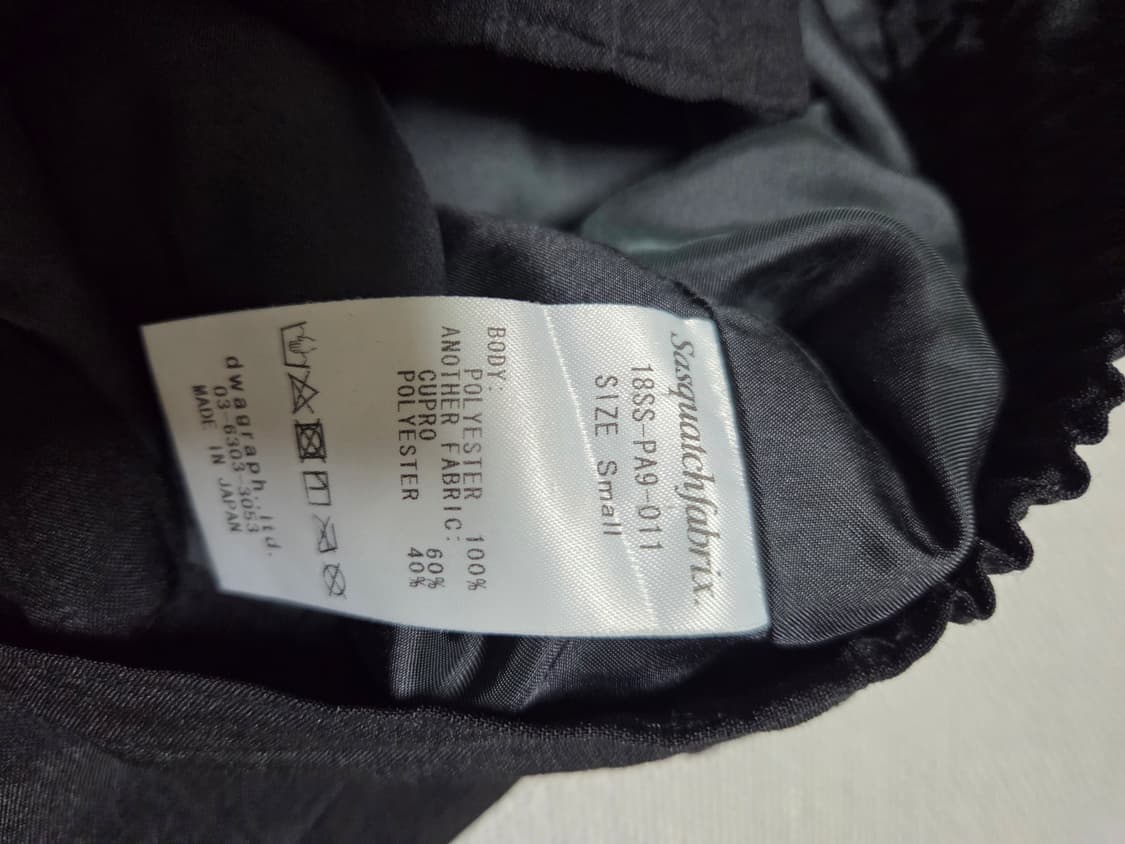 Sasquatchfabrix.
18SS-PA9-011
SIZE Small
BODY:
POLYESTER 100%
ANOTHER FABRIC:
CUPRO 60%
POLYESTER 40%
dwagraph.,ltd.
03-6303-3053
MADE IN JAPAN